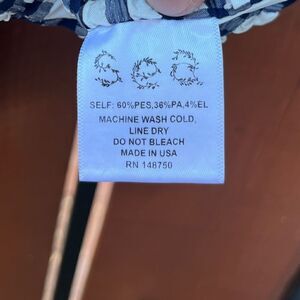 SELF: 60%PES,36%PA,4%EL
MACHINE WASH COLD,
LINE DRY
DO NOT BLEACH
MADE IN USA
RN 148750